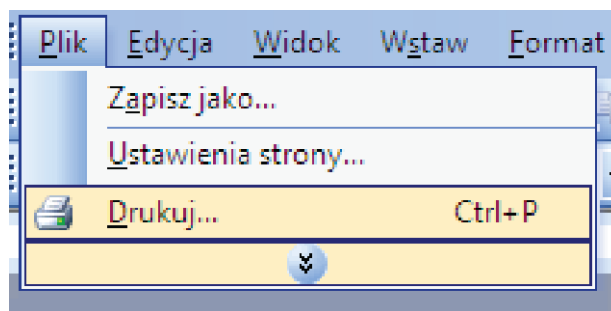 Plik Edycja Widok Wstaw Format
Zapisz jako...
Ustawienia strony...
Drukuj... Ctrl+P